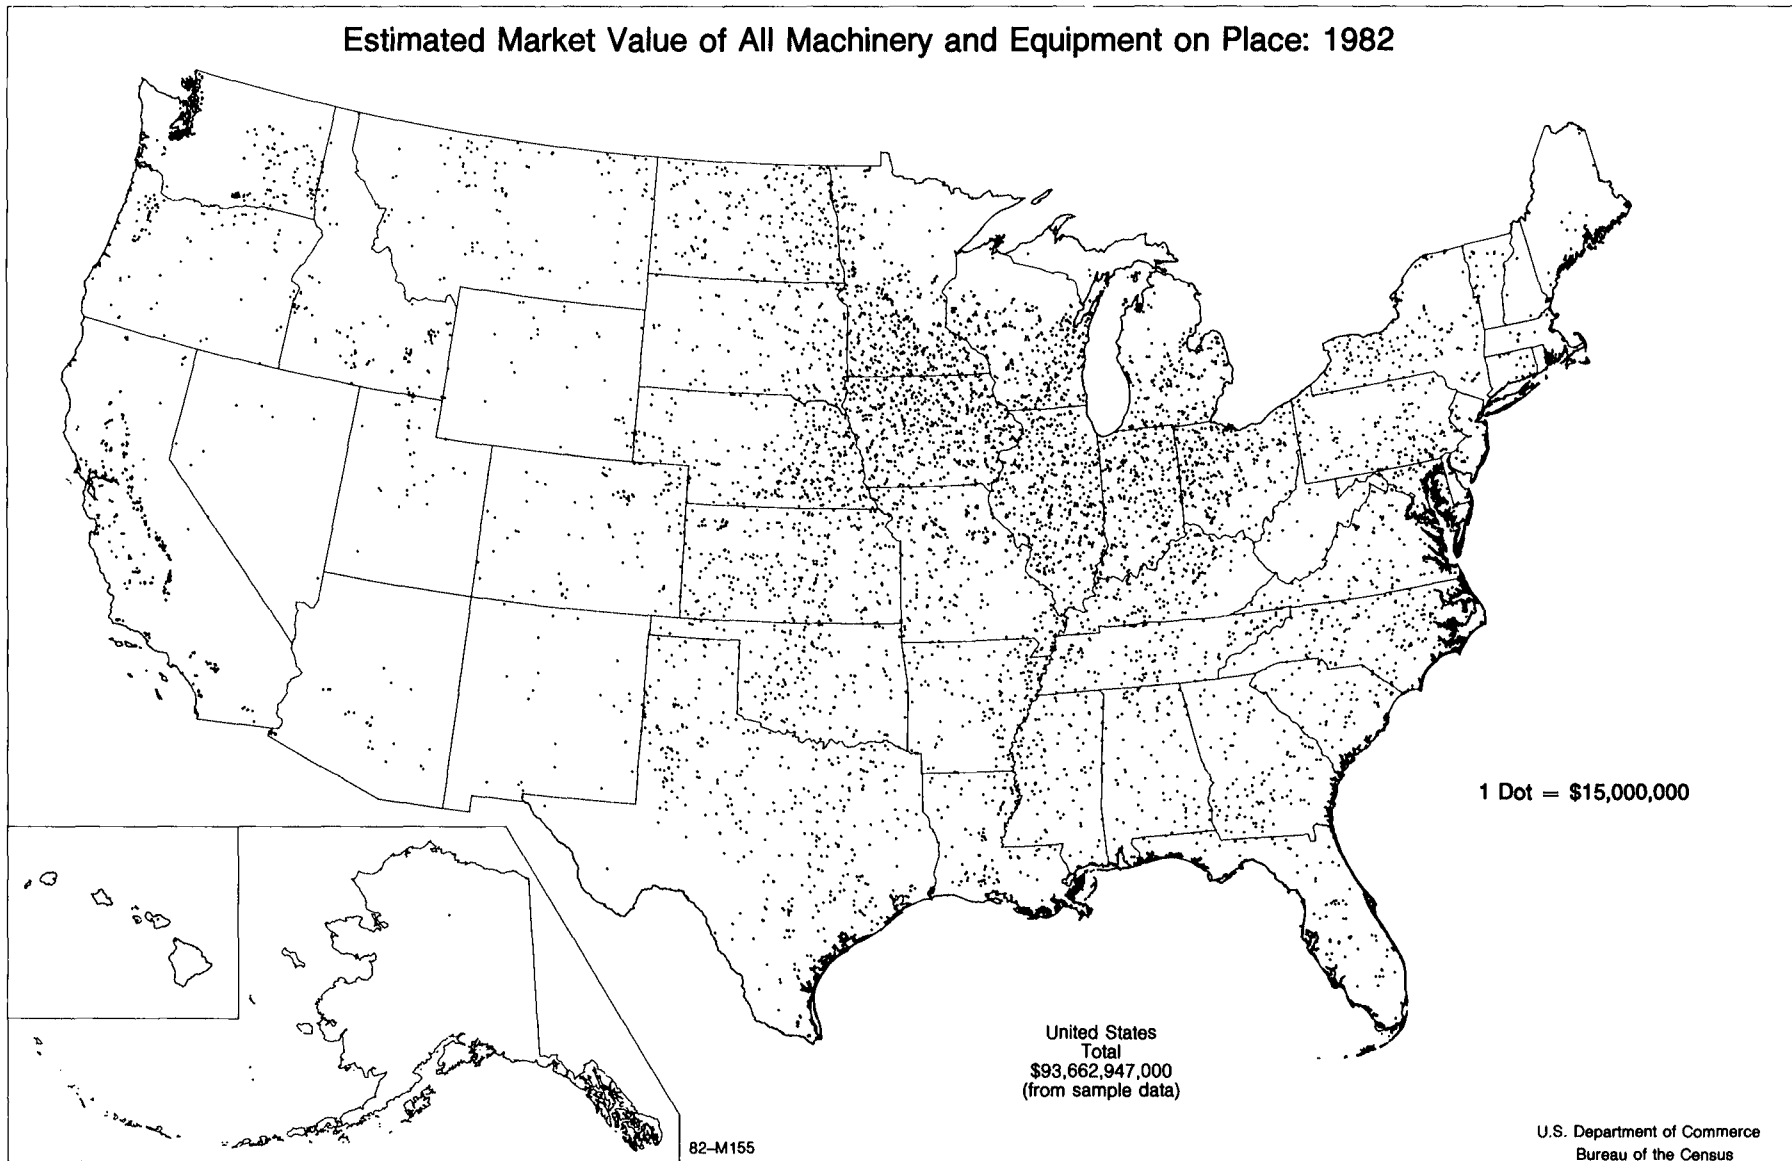 Estimated Market Value of All Machinery and Equipment on Place: 1982
1 Dot = $15,000,000
United States
Total
$93,662,947,000
(from sample data)
82–M155
U.S. Department of Commerce
Bureau of the Census